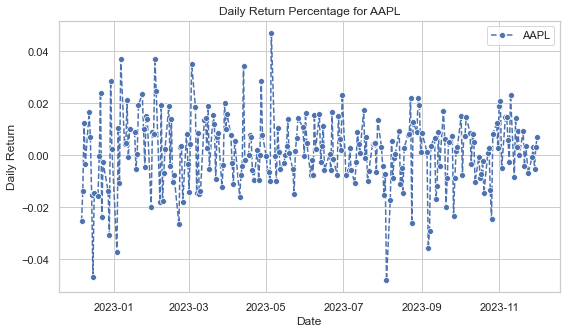 Daily Return Percentage for AAPL
AAPL
Daily Return
0.04
0.02
0.00
−0.02
−0.04
2023-01
2023-03
2023-05
2023-07
2023-09
2023-11
Date